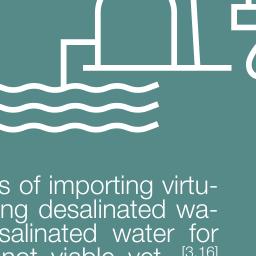 s of importing virtu-
ng desalinated wa-
salinated water for
not viable yet. [3.16]